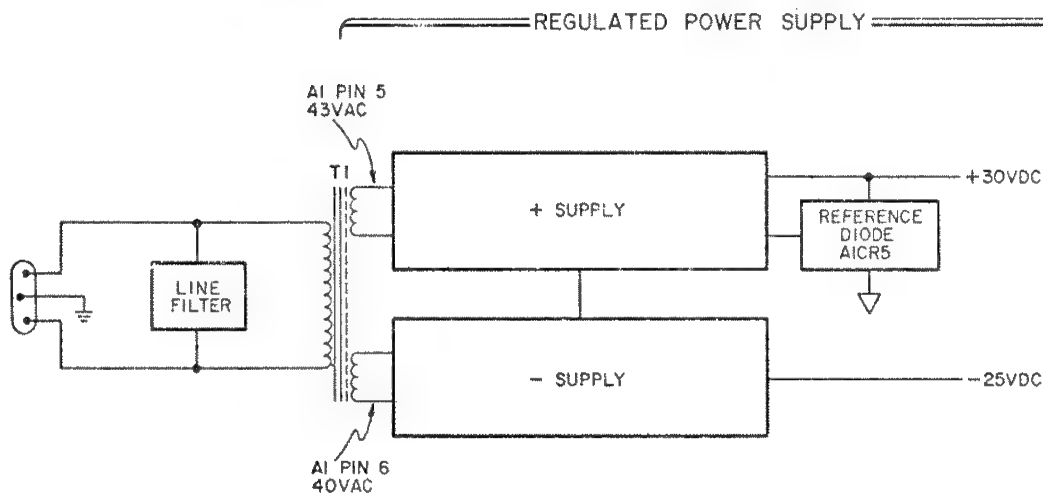 REGULATED POWER SUPPLY
A1 PIN 5
43VAC
T1
+ SUPPLY
+30VDC
REFERENCE
DIODE
A1CR5
LINE
FILTER
- SUPPLY
-25VDC
A1 PIN 6
40VAC